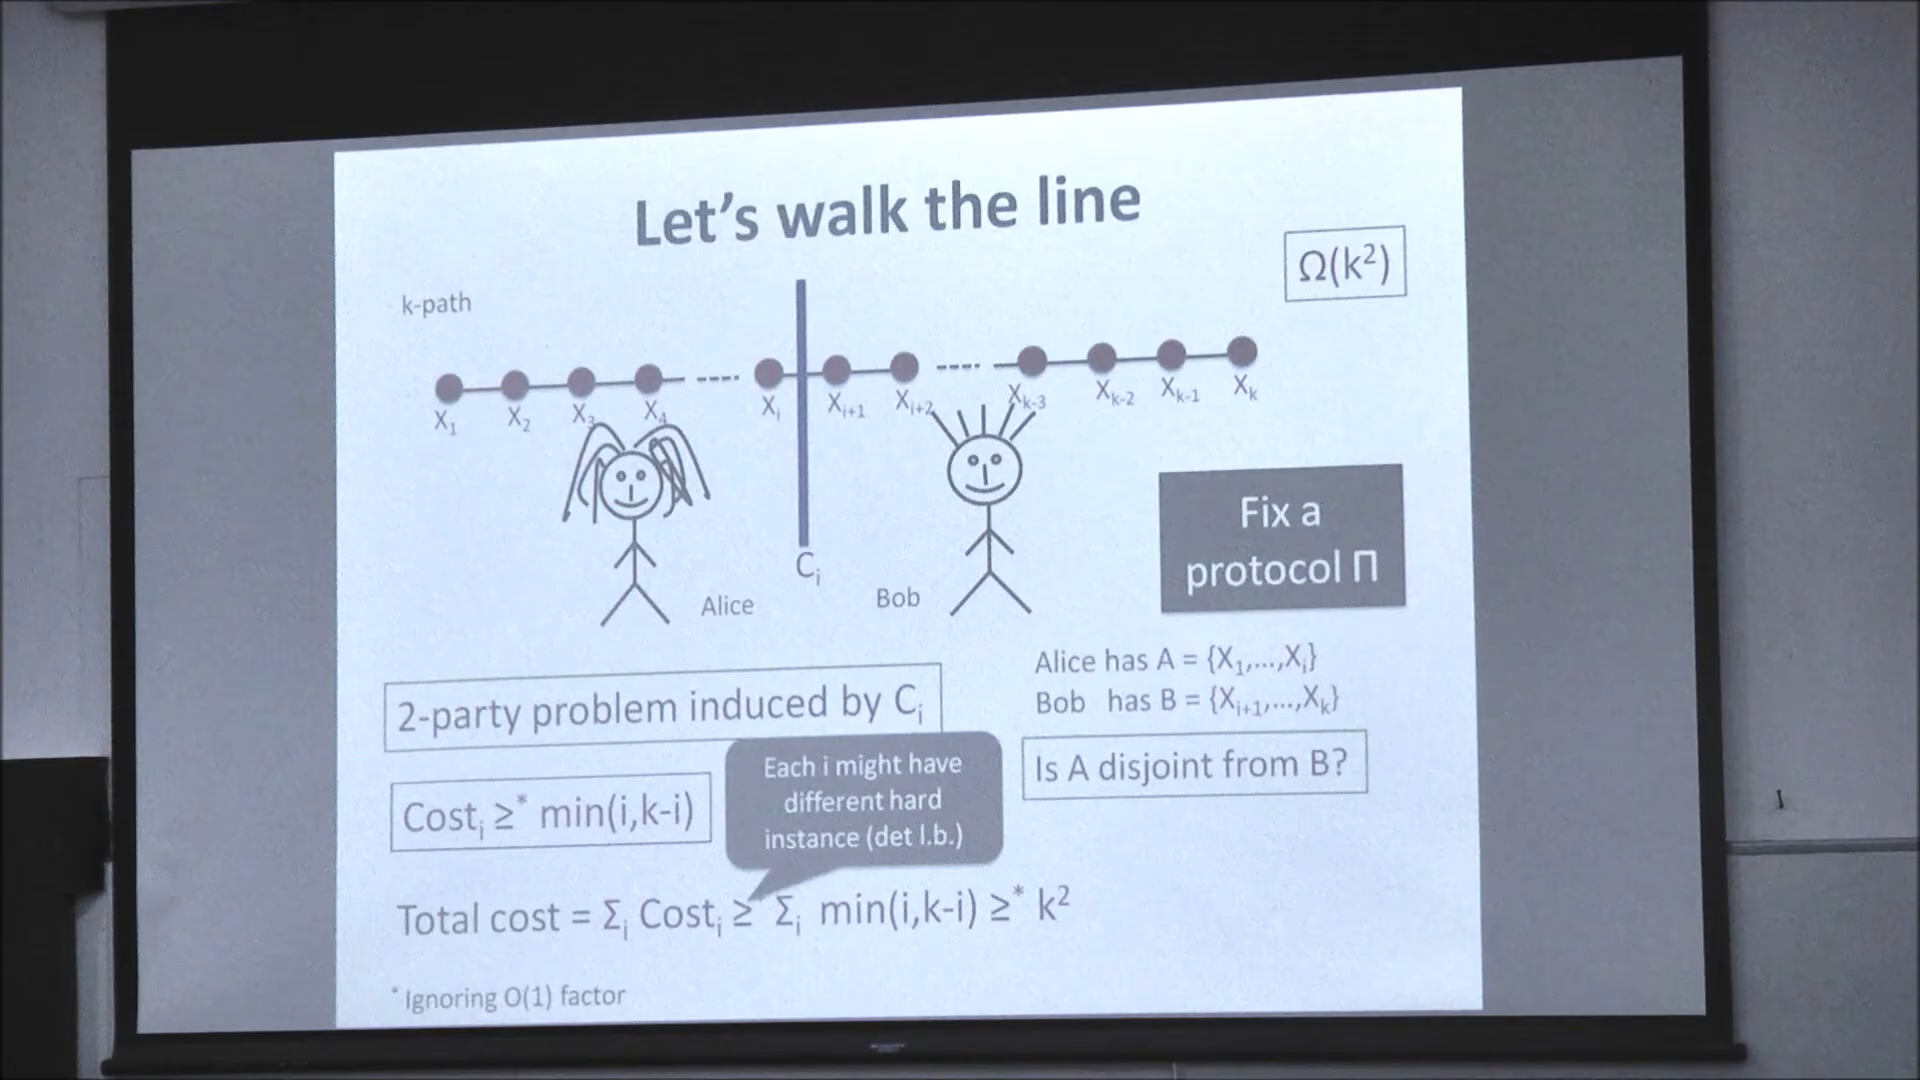 Let's walk the line
Ω(k²)
k-path
X₁ X₂ X₃ X₄ ---- Xᵢ Xᵢ₊₁ Xᵢ₊₂ ---- Xₖ₋₃ Xₖ₋₂ Xₖ₋₁ Xₖ
Fix a
protocol Π
Cᵢ
Alice
Bob
Alice has A = {X₁,...,Xᵢ}
Bob has B = {Xᵢ₊₁,...,Xₖ}
2-party problem induced by Cᵢ
Is A disjoint from B?
Each i might have
different hard
instance (det l.b.)
Costᵢ ≥* min(i,k-i)
Total cost = Σᵢ Costᵢ ≥* Σᵢ min(i,k-i) ≥* k²
* Ignoring O(1) factor